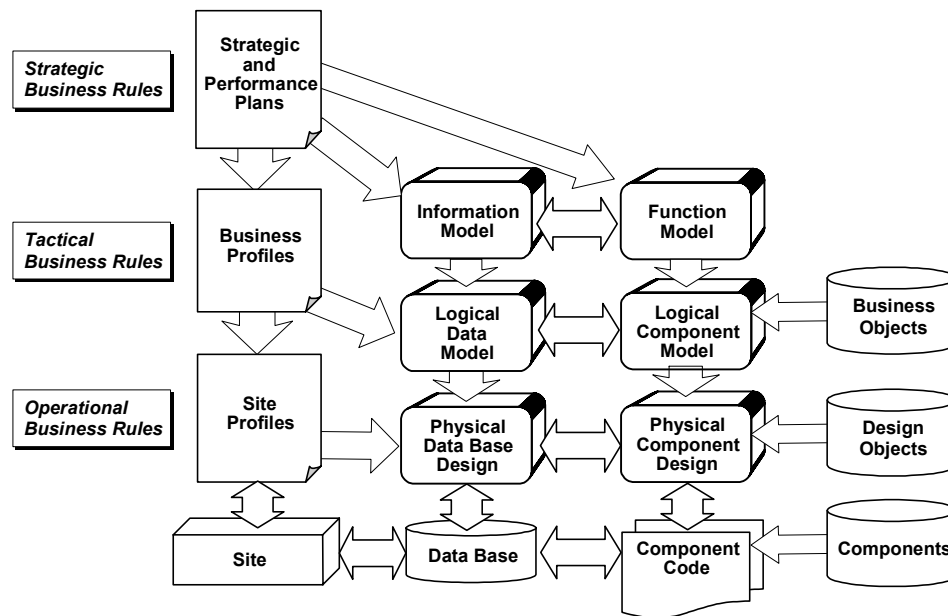 Strategic
Business Rules
Strategic
and
Performance
Plans
Tactical
Business Rules
Business
Profiles
Information
Model
Function
Model
Logical
Data
Model
Logical
Component
Model
Business
Objects
Operational
Business Rules
Site
Profiles
Physical
Data Base
Design
Physical
Component
Design
Design
Objects
Site
Data Base
Component
Code
Components